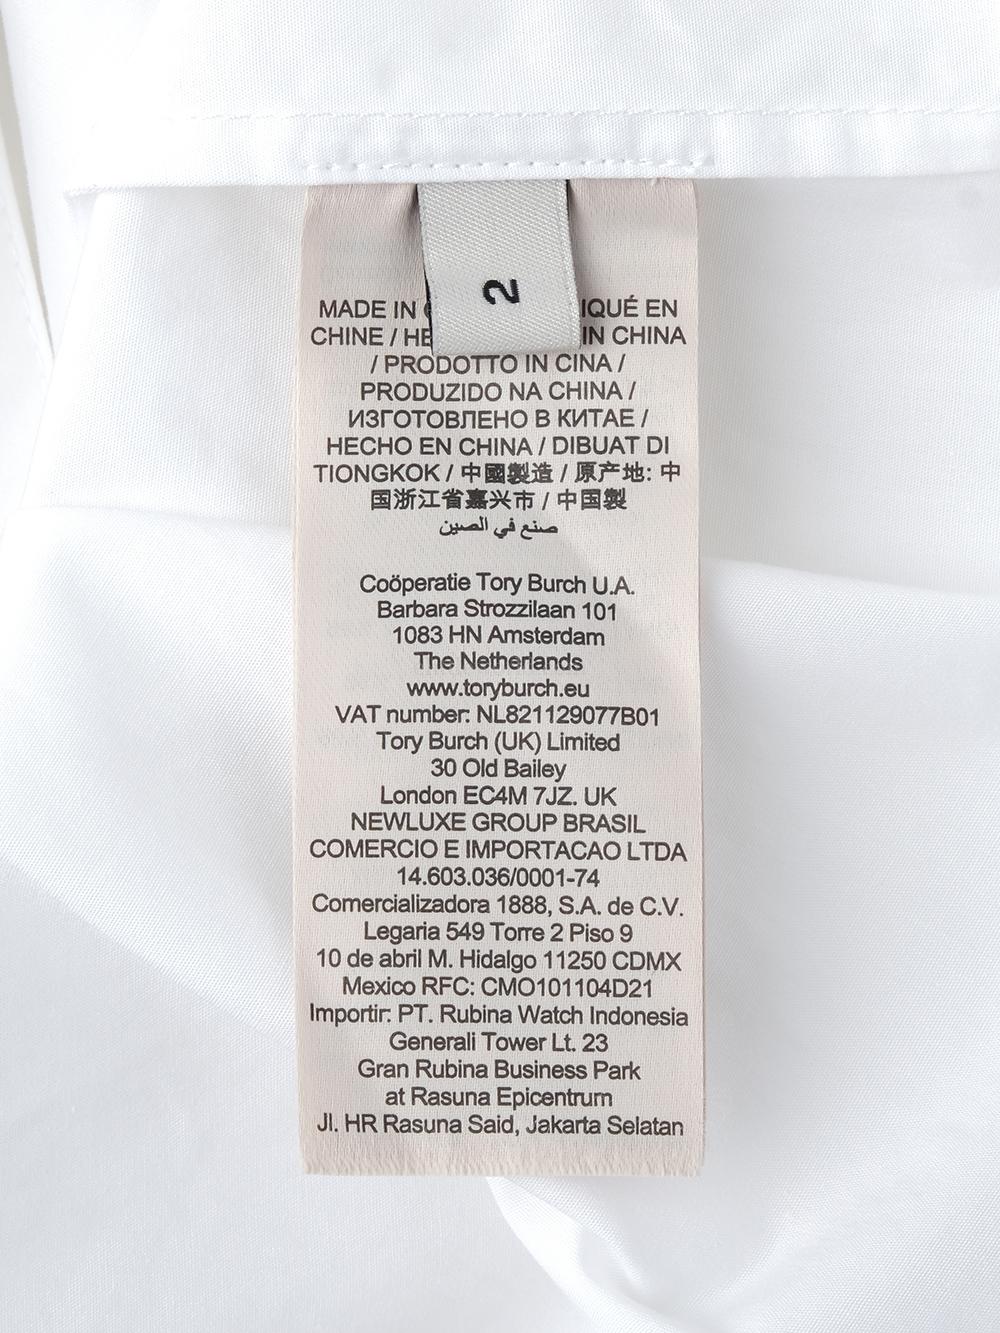 2
MADE IN
IQUÉ EN
CHINE / HE
IN CHINA
/ PRODOTTO IN CINA /
PRODUZIDO NA CHINA /
ИЗГОТОВЛЕНО В КИТАЕ /
HECHO EN CHINA / DIBUAT DI
TIONGKOK / 中國製造 / 原产地: 中
国浙江省嘉兴市 / 中国製
صنع في الصين
Coöperatie Tory Burch U.A.
Barbara Strozzilaan 101
1083 HN Amsterdam
The Netherlands
www.toryburch.eu
VAT number: NL821129077B01
Tory Burch (UK) Limited
30 Old Bailey
London EC4M 7JZ. UK
NEWLUXE GROUP BRASIL
COMERCIO E IMPORTACAO LTDA
14.603.036/0001-74
Comercializadora 1888, S.A. de C.V.
Legaria 549 Torre 2 Piso 9
10 de abril M. Hidalgo 11250 CDMX
Mexico RFC: CMO101104D21
Importir: PT. Rubina Watch Indonesia
Generali Tower Lt. 23
Gran Rubina Business Park
at Rasuna Epicentrum
Jl. HR Rasuna Said, Jakarta Selatan